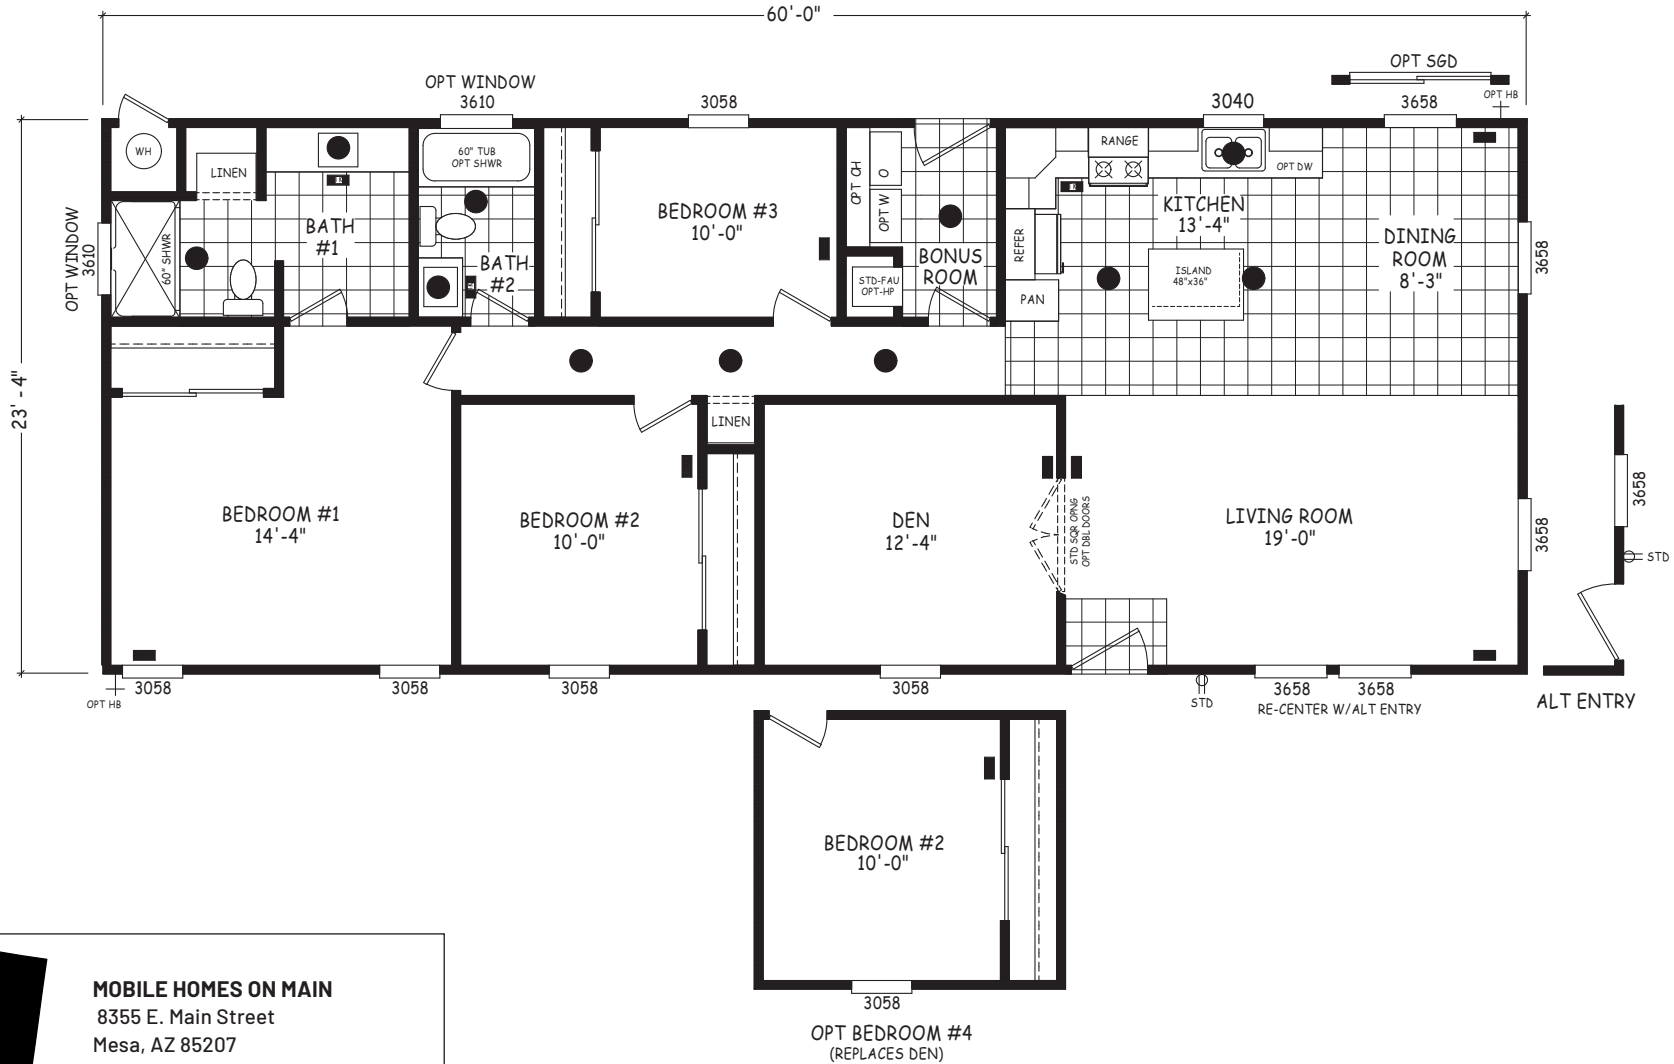 60'-0"
OPT SGD
OPT HB
OPT WINDOW
3610
3058
3040
3658
WH
LINEN
60" TUB
OPT SHWR
OPT CH
O
OPT W
RANGE
OPT DW
OPT WINDOW
3610
60" SHWR
BATH
#1
BATH
#2
BEDROOM #3
10'-0"
STD-FAU
OPT-HP
BONUS
ROOM
REFER
PAN
KITCHEN
13'-4"
ISLAND
48"x36"
DINING
ROOM
8'-3"
3658
23'-4"
LINEN
BEDROOM #1
14'-4"
BEDROOM #2
10'-0"
DEN
12'-4"
STD SQR OPNG
OPT DBL DOORS
LIVING ROOM
19'-0"
3658
3658
STD
OPT HB
3058
3058
3058
3058
STD
3658
3658
RE-CENTER W/ALT ENTRY
ALT ENTRY
BEDROOM #2
10'-0"
3058
OPT BEDROOM #4
(REPLACES DEN)
MOBILE HOMES ON MAIN
8355 E. Main Street
Mesa, AZ 85207